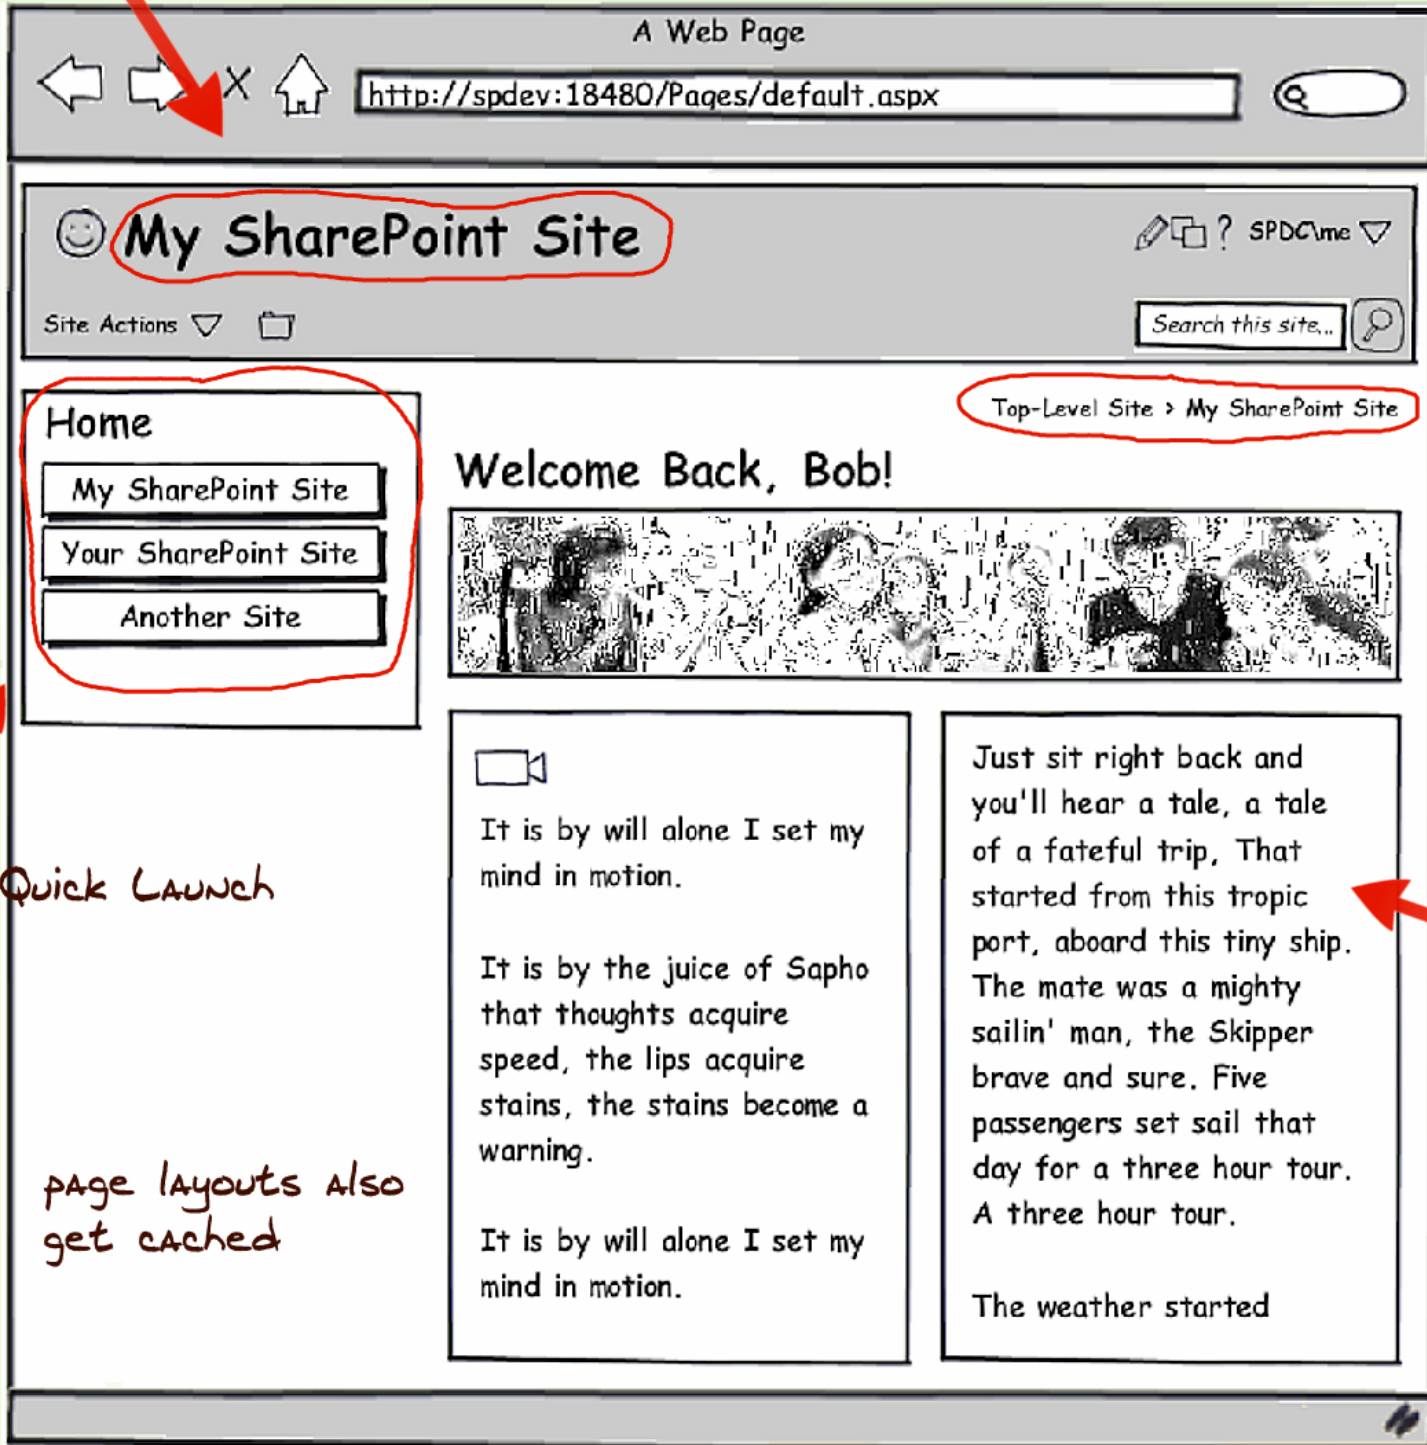 A Web Page
http://spdev:18480/Pages/default.aspx
My SharePoint Site
SPDC\me
Site Actions
Search this site...
Home
My SharePoint Site
Your SharePoint Site
Another Site
Top-Level Site > My SharePoint Site
Welcome Back, Bob!
Quick Launch
page layouts also
get cached
It is by will alone I set my
mind in motion.
It is by the juice of Sapho
that thoughts acquire
speed, the lips acquire
stains, the stains become a
warning.
It is by will alone I set my
mind in motion.
Just sit right back and
you'll hear a tale, a tale
of a fateful trip, That
started from this tropic
port, aboard this tiny ship.
The mate was a mighty
sailin' man, the Skipper
brave and sure. Five
passengers set sail that
day for a three hour tour.
A three hour tour.
The weather started